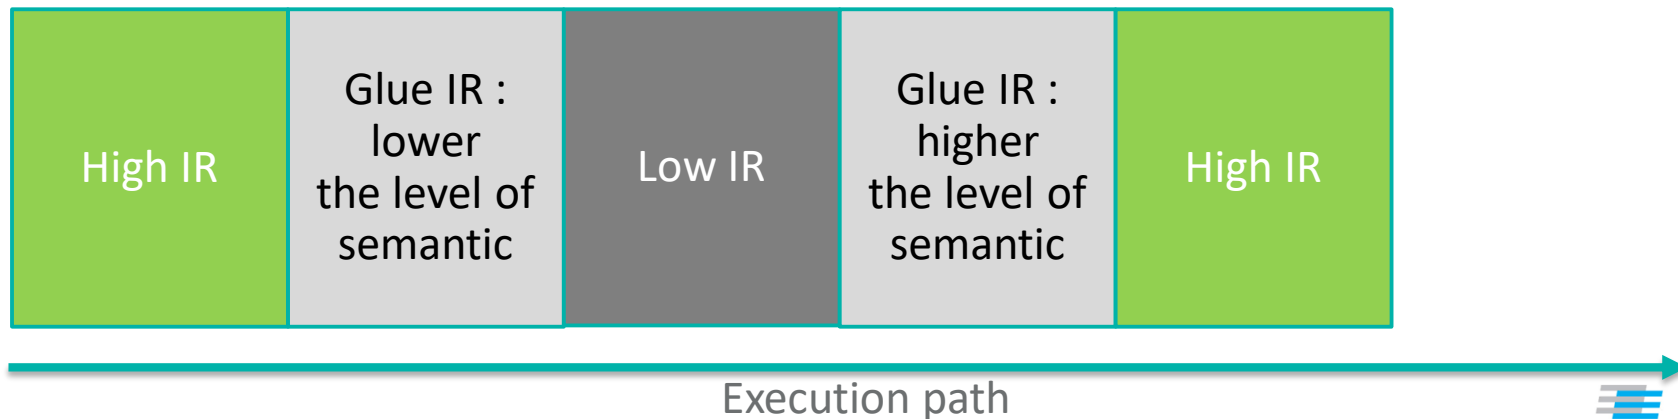 High IR
Glue IR :
lower
the level of
semantic
Low IR
Glue IR :
higher
the level of
semantic
High IR
Execution path